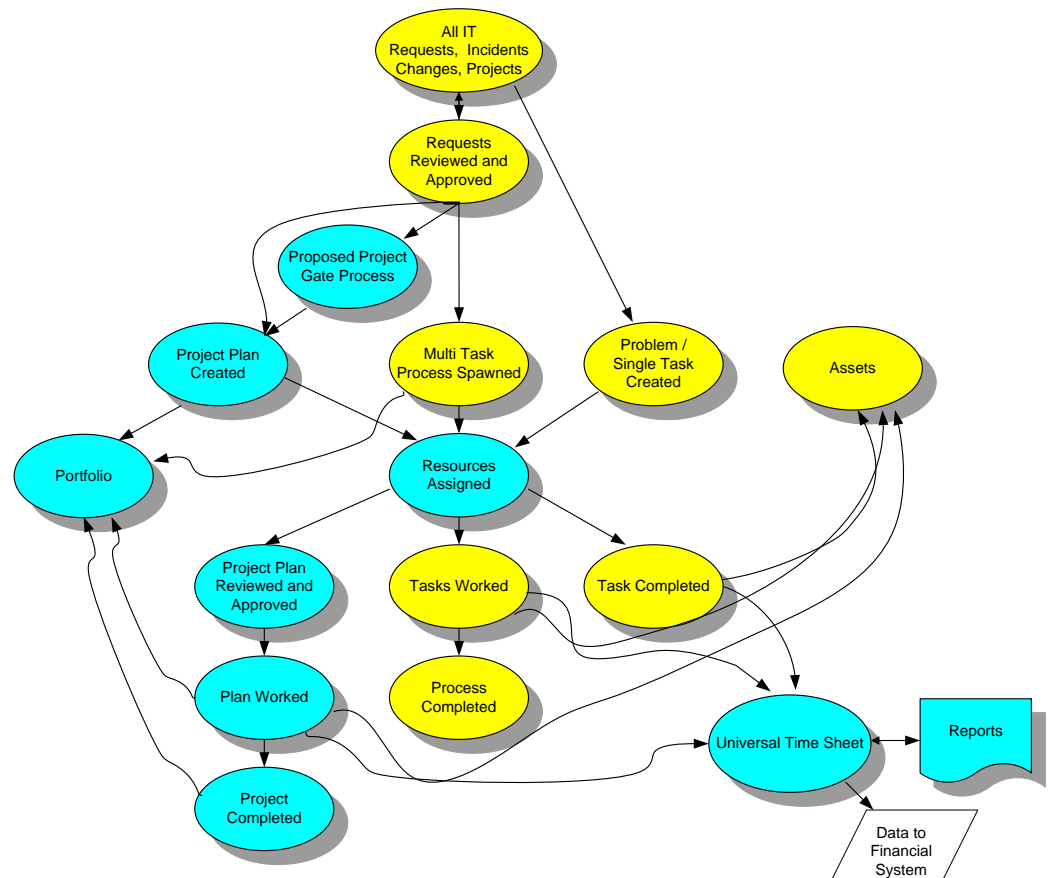 All IT
Requests, Incidents
Changes, Projects
Requests
Reviewed and
Approved
Proposed Project
Gate Process
Project Plan
Created
Multi Task
Process Spawned
Problem /
Single Task
Created
Assets
Portfolio
Resources
Assigned
Project Plan
Reviewed and
Approved
Tasks Worked
Task Completed
Plan Worked
Process
Completed
Universal Time Sheet
Reports
Project
Completed
Data to
Financial
System